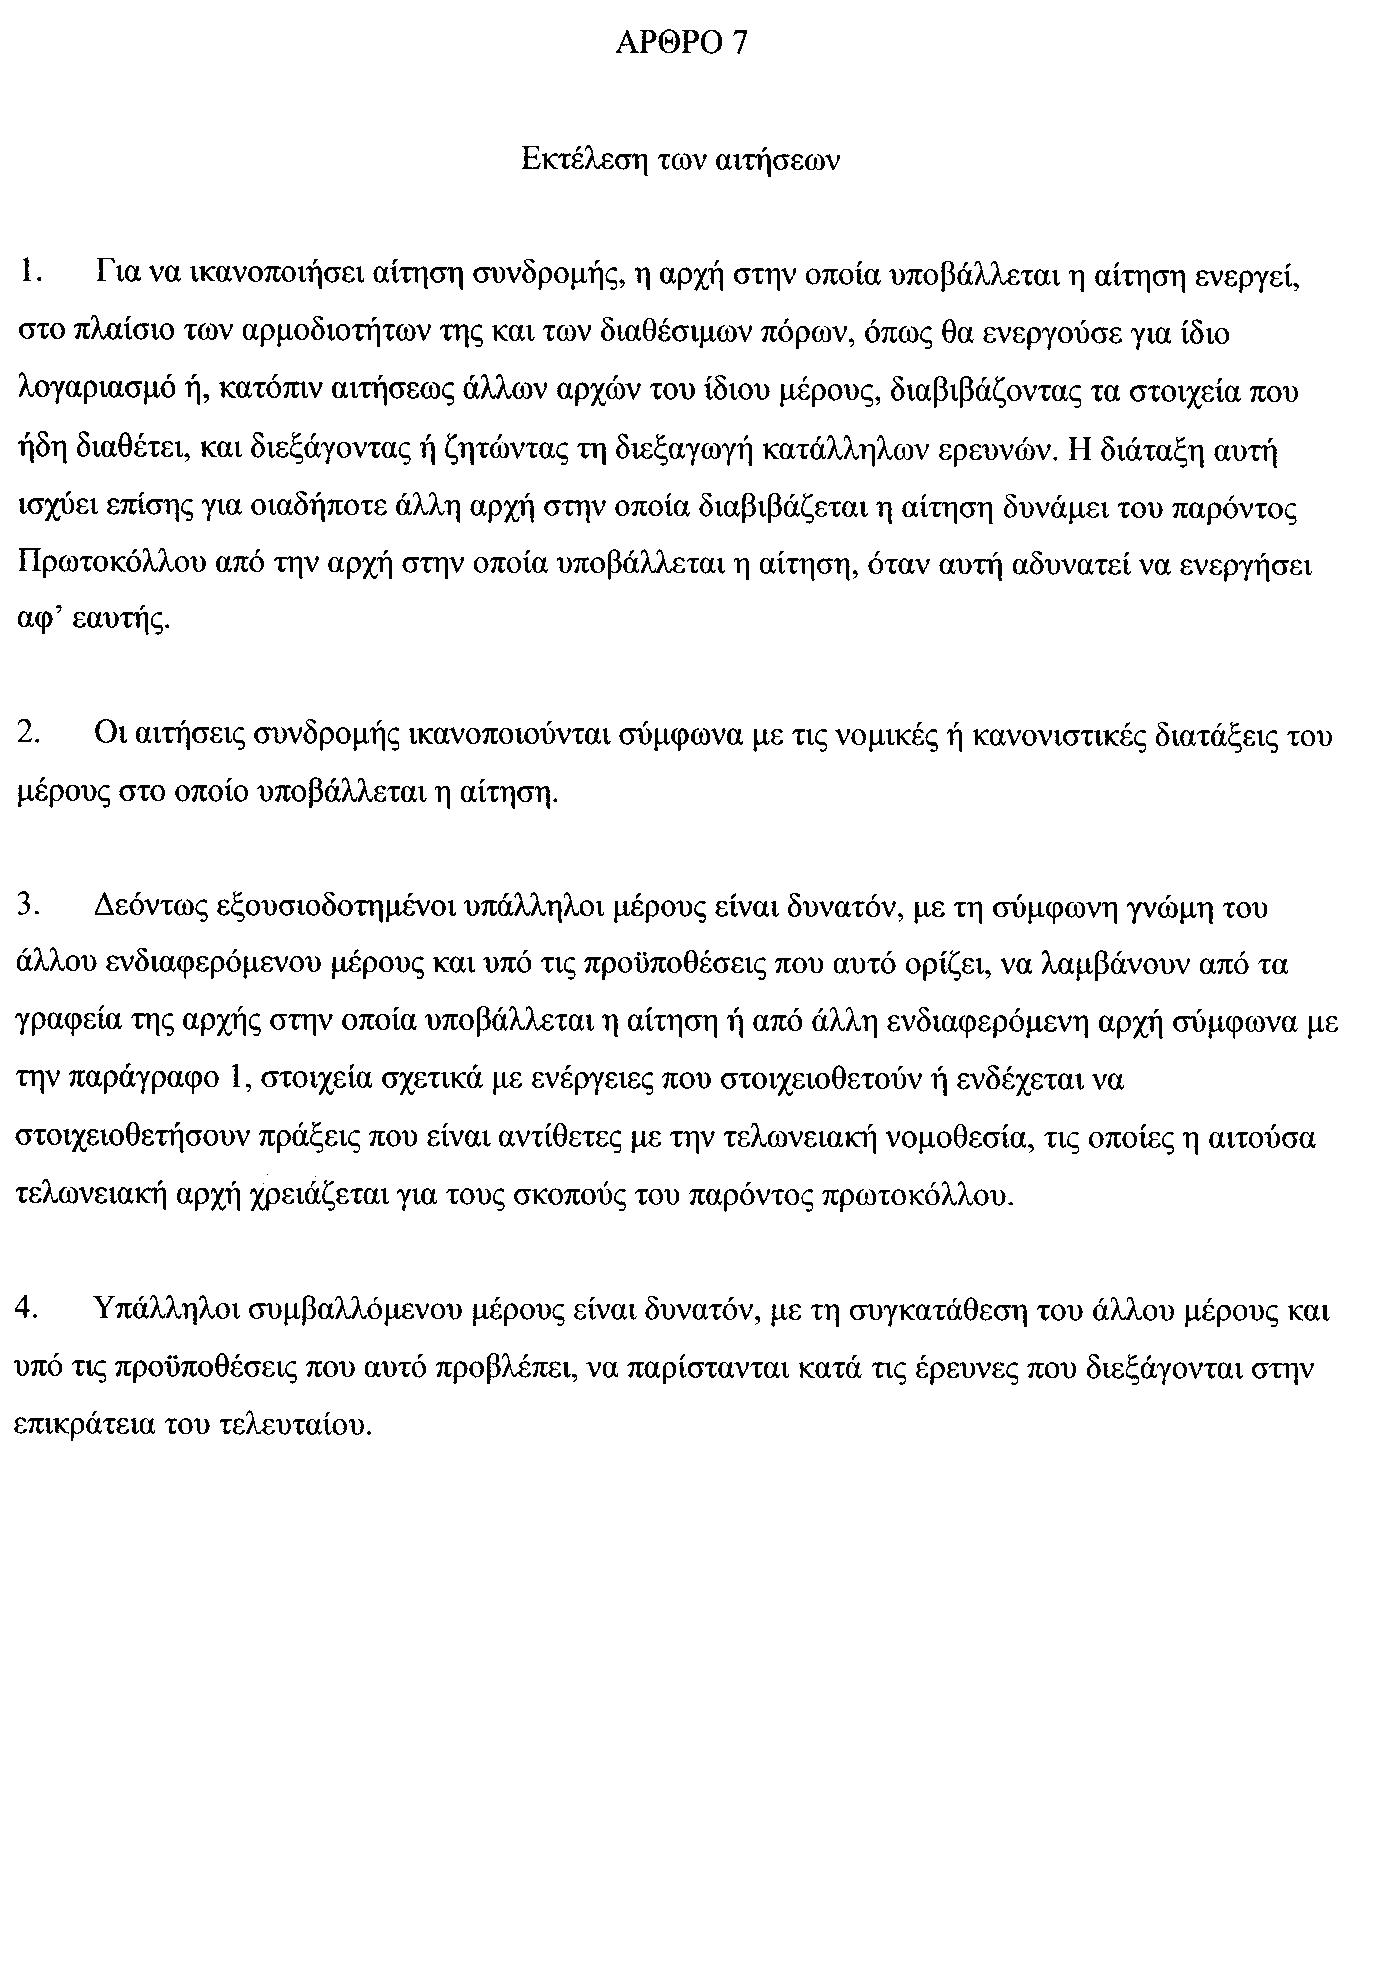 ΑΡΘΡΟ 7
Εκτέλεση των αιτήσεων
1. Για να ικανοποιήσει αίτηση συνδρομής, η αρχή στην οποία υποβάλλεται η αίτηση ενεργεί,
στο πλαίσιο των αρμοδιοτήτων της και των διαθέσιμων πόρων, όπως θα ενεργούσε για ίδιο
λογαριασμό ή, κατόπιν αιτήσεως άλλων αρχών του ίδιου μέρους, διαβιβάζοντας τα στοιχεία που
ήδη διαθέτει, και διεξάγοντας ή ζητώντας τη διεξαγωγή κατάλληλων ερευνών. Η διάταξη αυτή
ισχύει επίσης για οιαδήποτε άλλη αρχή στην οποία διαβιβάζεται η αίτηση δυνάμει του παρόντος
Πρωτοκόλλου από την αρχή στην οποία υποβάλλεται η αίτηση, όταν αυτή αδυνατεί να ενεργήσει
αφ’ εαυτής.
2. Οι αιτήσεις συνδρομής ικανοποιούνται σύμφωνα με τις νομικές ή κανονιστικές διατάξεις του
μέρους στο οποίο υποβάλλεται η αίτηση.
3. Δεόντως εξουσιοδοτημένοι υπάλληλοι μέρους είναι δυνατόν, με τη σύμφωνη γνώμη του
άλλου ενδιαφερόμενου μέρους και υπό τις προϋποθέσεις που αυτό ορίζει, να λαμβάνουν από τα
γραφεία της αρχής στην οποία υποβάλλεται η αίτηση ή από άλλη ενδιαφερόμενη αρχή σύμφωνα με
την παράγραφο 1, στοιχεία σχετικά με ενέργειες που στοιχειοθετούν ή ενδέχεται να
στοιχειοθετήσουν πράξεις που είναι αντίθετες με την τελωνειακή νομοθεσία, τις οποίες η αιτούσα
τελωνειακή αρχή χρειάζεται για τους σκοπούς του παρόντος πρωτοκόλλου.
4. Υπάλληλοι συμβαλλόμενου μέρους είναι δυνατόν, με τη συγκατάθεση του άλλου μέρους και
υπό τις προϋποθέσεις που αυτό προβλέπει, να παρίστανται κατά τις έρευνες που διεξάγονται στην
επικράτεια του τελευταίου.